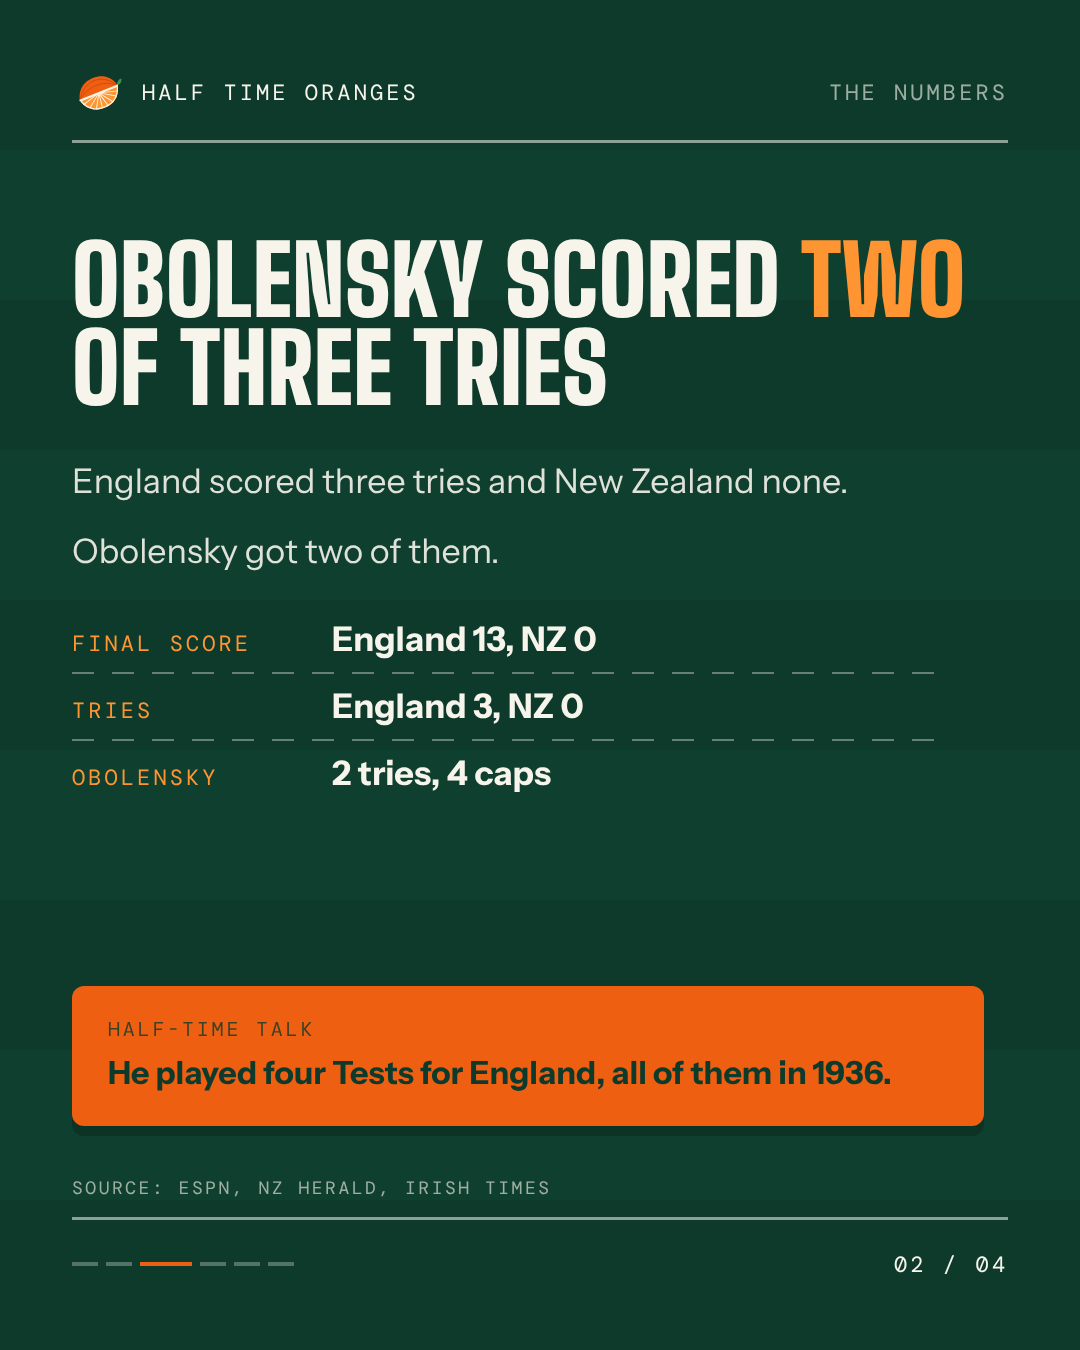 HALF TIME ORANGES
THE NUMBERS
OBOLENSKY SCORED TWO
OF THREE TRIES
England scored three tries and New Zealand none.
Obolensky got two of them.
FINAL SCORE England 13, NZ 0
TRIES England 3, NZ 0
OBOLENSKY 2 tries, 4 caps
HALF-TIME TALK
He played four Tests for England, all of them in 1936.
SOURCE: ESPN, NZ HERALD, IRISH TIMES
02 / 04